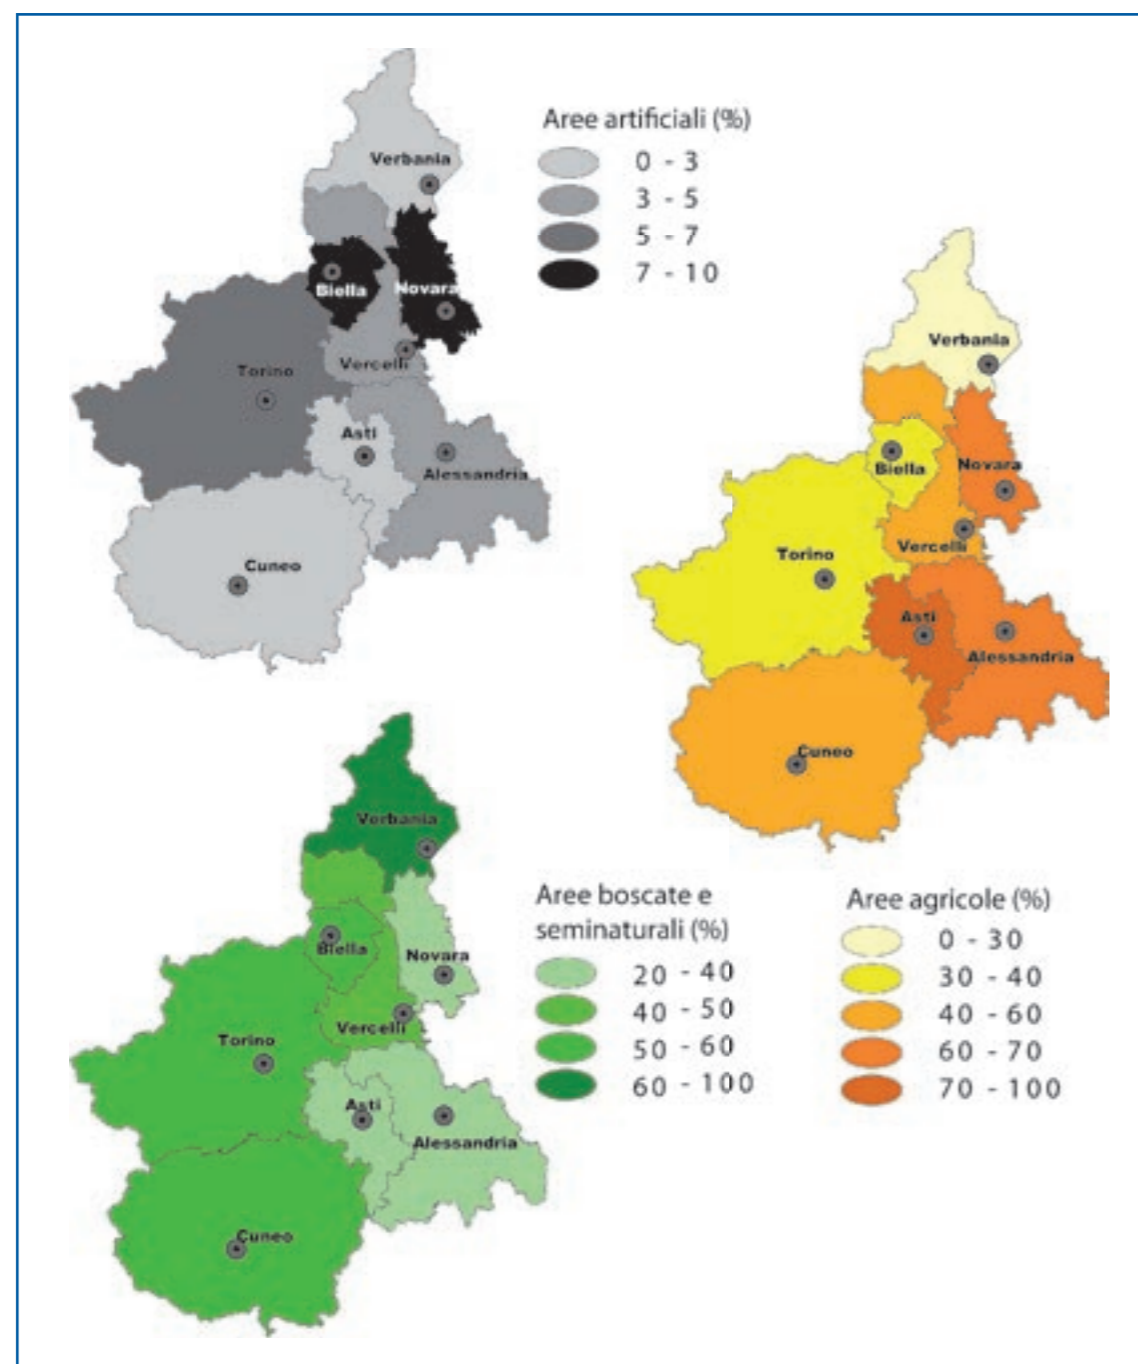 Aree artificiali (%)
0 - 3
3 - 5
5 - 7
7 - 10
Verbania
Biella
Novara
Vercelli
Torino
Asti
Alessandria
Cuneo
Verbania
Biella
Novara
Vercelli
Torino
Asti
Alessandria
Cuneo
Verbania
Biella
Novara
Vercelli
Torino
Asti
Alessandria
Cuneo
Aree boscate e
seminaturali (%)
20 - 40
40 - 50
50 - 60
60 - 100
Aree agricole (%)
0 - 30
30 - 40
40 - 60
60 - 70
70 - 100